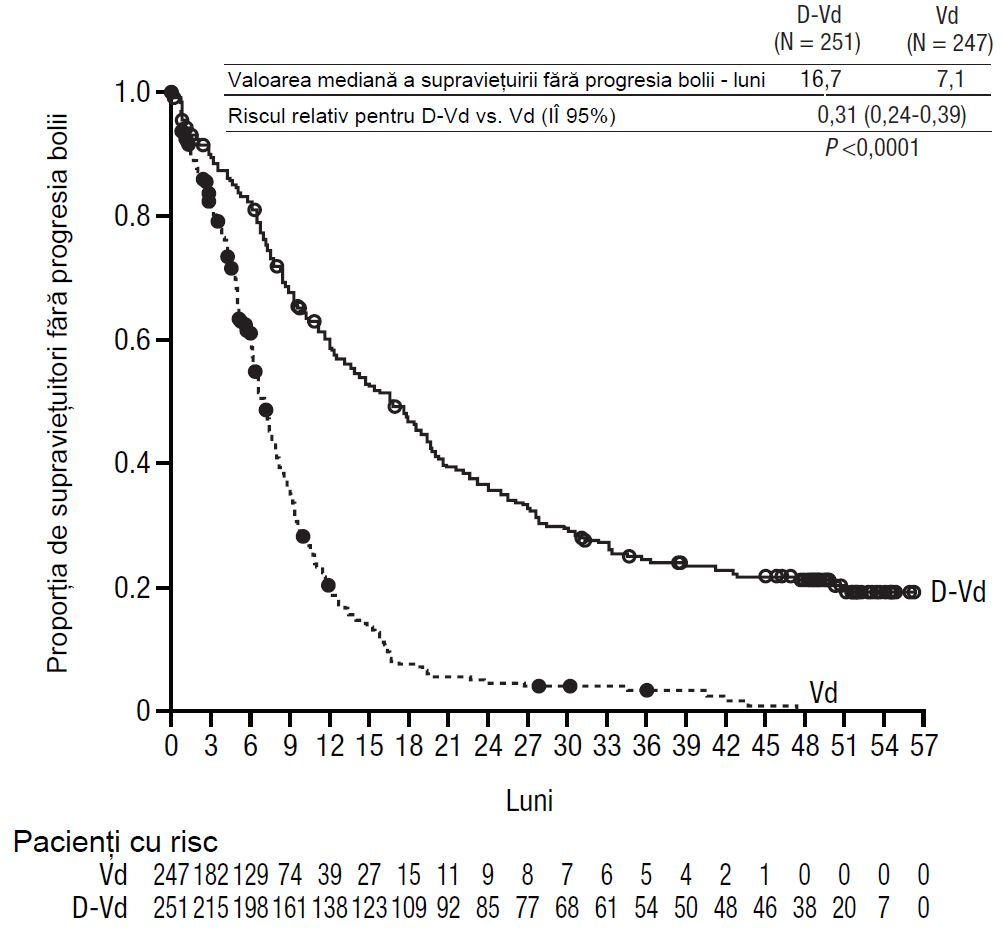 D-Vd Vd
(N = 251) (N = 247)
Valoarea mediană a supraviețuirii fără progresia bolii - luni 16,7 7,1
Riscul relativ pentru D-Vd vs. Vd (IÎ 95%) 0,31 (0,24-0,39)
P <0,0001
Proporția de supraviețuitori fără progresia bolii
1.0
0.8
0.6
0.4
0.2
0
D-Vd
Vd
0 3 6 9 12 15 18 21 24 27 30 33 36 39 42 45 48 51 54 57
Luni
Pacienți cu risc
Vd 247 182 129 74 39 27 15 11 9 8 7 6 5 4 2 1 0 0 0 0
D-Vd 251 215 198 161 138 123 109 92 85 77 68 61 54 50 48 46 38 20 7 0